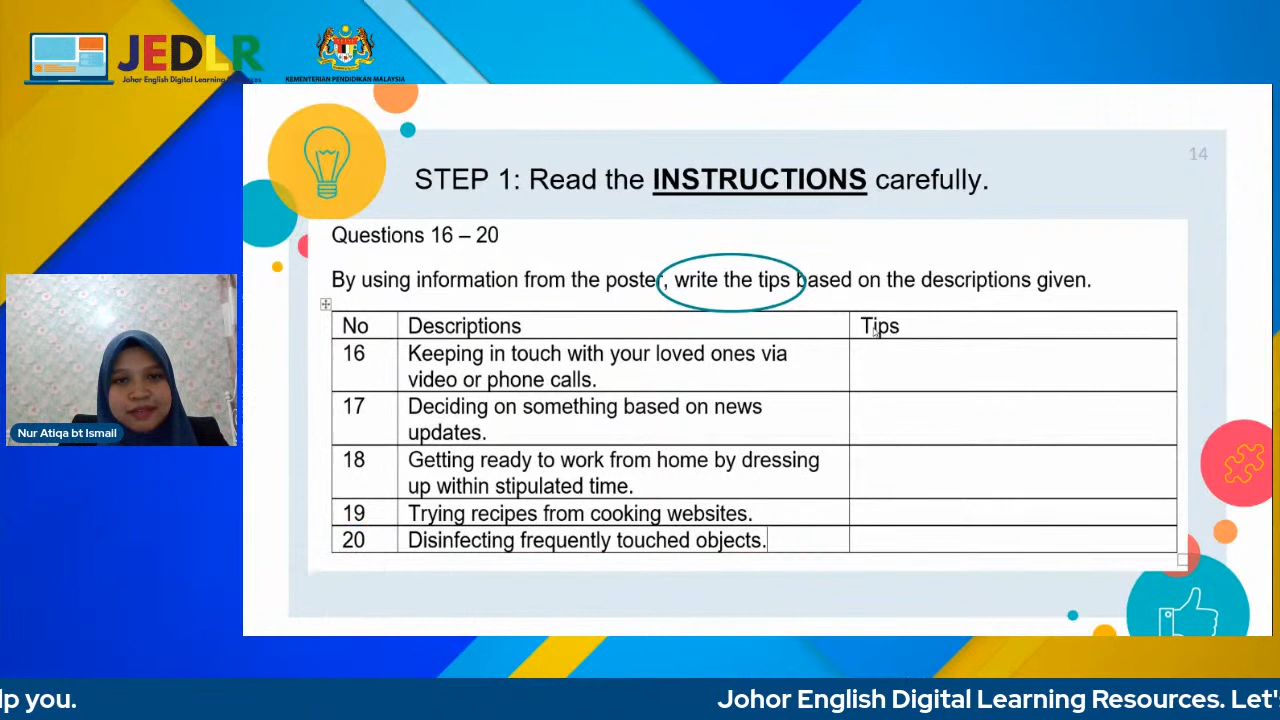 JEDLR
Johor English Digital Learning Resources
KEMENTERIAN PENDIDIKAN MALAYSIA
14
STEP 1: Read the INSTRUCTIONS carefully.
Questions 16 – 20
By using information from the poster, write the tips based on the descriptions given.
No Descriptions Tips
16 Keeping in touch with your loved ones via
video or phone calls.
17 Deciding on something based on news
updates.
18 Getting ready to work from home by dressing
up within stipulated time.
19 Trying recipes from cooking websites.
20 Disinfecting frequently touched objects.
Nur Atiqa bt Ismail
lp you.
Johor English Digital Learning Resources. Let'